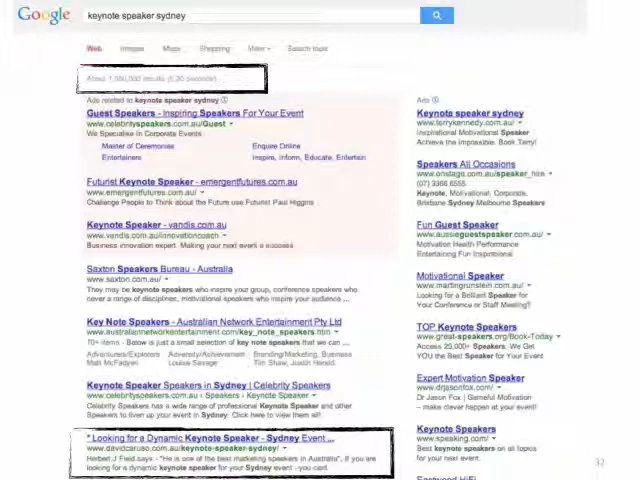 Google
keynote speaker sydney
Web Images Maps Shopping More Search tools
About 1,550,000 results
Ads related to keynote speaker sydney
Guest Speakers - Inspiring Speakers For Your Event
www.celebrityspeakers.com.au/Guest
We Specialise in Corporate Events
Master of Ceremonies Enquire Online
Entertainers Inspire, Inform, Educate, Entertain
Futurist Keynote Speaker - emergentfutures.com.au
www.emergentfutures.com.au/
Challenge People to Think about the Future use Futurist Paul Higgins
Keynote Speaker - vandis.com.au
www.vandis.com.au/innovationcoach
Business innovation expert. Making your next event a success
Saxton Speakers Bureau - Australia
www.saxton.com.au/
They may be keynote speakers who inspire your group, conference speakers who
cover a range of disciplines, motivational speakers who inspire your audience ...
Key Note Speakers - Australian Network Entertainment Pty Ltd
www.australiannetworkentertainment.com/key_note_speakers.htm
70+ items - Below is just a small selection of key note speakers that we can ...
Adventurers/Explorers Adversity/Achievement Branding/Marketing, Business
Matt McFadyen Louise Savage Tim Shaw, Justin Herald
Keynote Speaker Speakers in Sydney | Celebrity Speakers
www.celebrityspeakers.com.au › Speakers › Keynote Speaker
Celebrity Speakers has a wide range of professional Keynote Speaker and other
Speakers to liven up your event in Sydney. Click here to view them all!
" Looking for a Dynamic Keynote Speaker - Sydney Event ...
www.davidcaruso.com.au/keynote-speaker-sydney/
Herbert J Field says - "He is one of the best marketing speakers in Australia", If you are
looking for a dynamic keynote speaker for your Sydney event - you cant
Ads
Keynote speaker sydney
www.terrykennedy.com.au/
Inspirational Motivational Speaker
Achieve the Impossible. Book Terry!
Speakers All Occasions
www.onstage.com.au/speaker_hire
(07) 3366 6555
Keynote, Motivational, Corporate,
Brisbane Sydney Melbourne Speakers
Fun Guest Speaker
www.aussieguestspeaker.com.au/
Motivation Health Performance
Entertaining Fun Inspirational
Motivational Speaker
www.martingrunstein.com.au/
Looking for a Brilliant Speaker for
Your Conference or Staff Meeting?
TOP Keynote Speakers
www.great-speakers.org/Book-Today
Access 20,000+ Speakers. We Get
YOU the Best Speaker for Your Event
Expert Motivation Speaker
www.drjasonfox.com/
Dr Jason Fox | Gameful Motivation
– make clever happen at your event!
Keynote Speakers
www.speaking.com/
Best keynote speakers on all topics
for your next event.
32